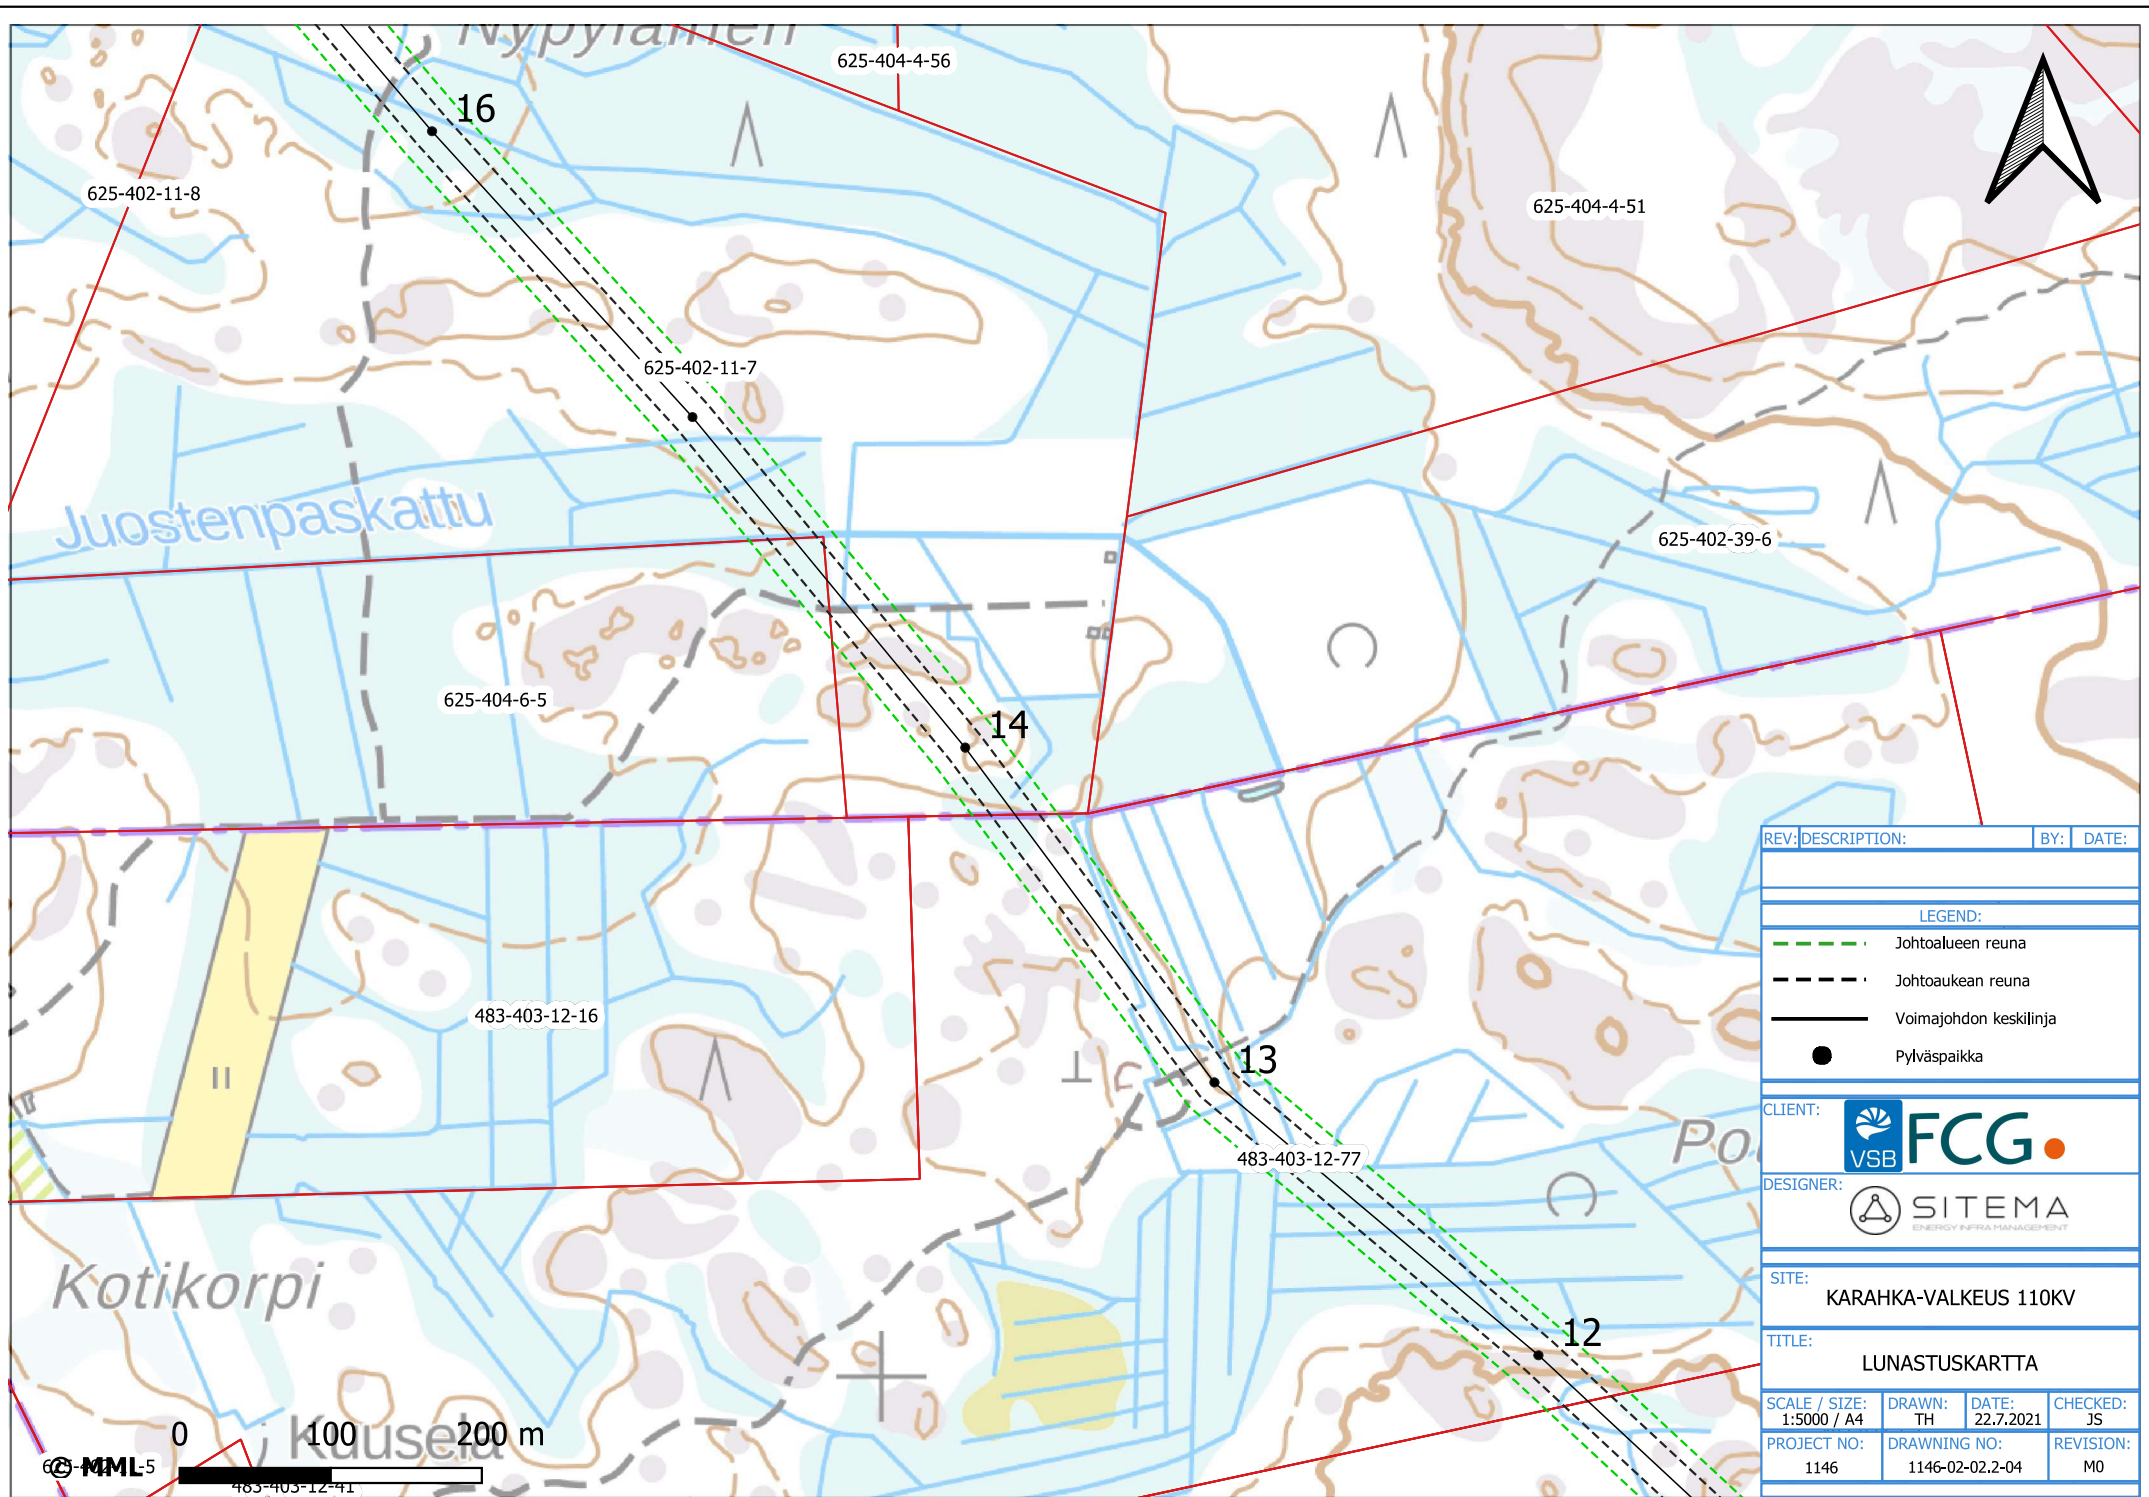 Nypylämen
625-404-4-56
16
625-402-11-8
625-404-4-51
625-402-11-7
Juostenpaskattu
625-402-39-6
625-404-6-5
14
483-403-12-16
13
483-403-12-77
12
Kotikorpi
Kuusela
0 100 200 m
© MML
483-403-12-41
REV: DESCRIPTION: BY: DATE:
LEGEND:
Johtoalueen reuna
Johtoaukean reuna
Voimajohdon keskilinja
Pylväspaikka
CLIENT:
VSB FCG
DESIGNER:
SITEMA
ENERGY INFRA MANAGEMENT
SITE:
KARAHKA-VALKEUS 110KV
TITLE:
LUNASTUSKARTTA
SCALE / SIZE: DRAWN: DATE: CHECKED:
1:5000 / A4 TH 22.7.2021 JS
PROJECT NO: DRAWING NO: REVISION:
1146 1146-02-02.2-04 M0